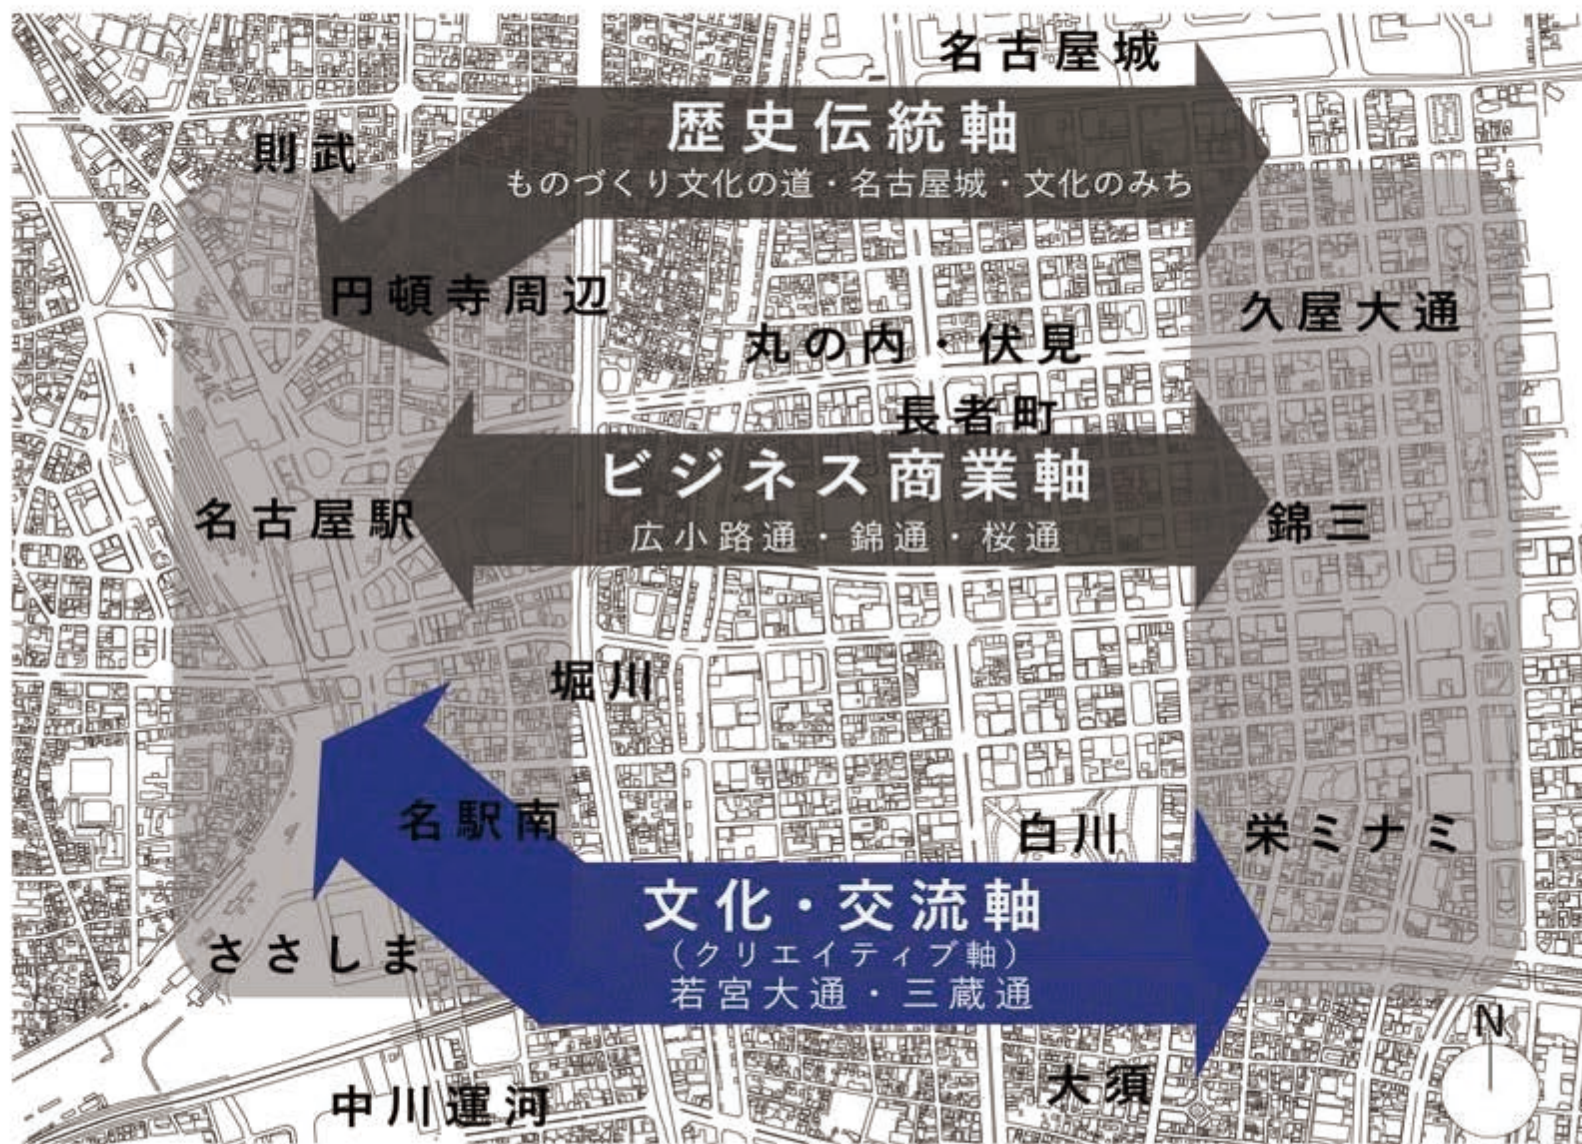 名古屋城
歴史伝統軸
則武
ものづくり文化の道・名古屋城・文化のみち
円頓寺周辺
久屋大通
丸の内・伏見
長者町
ビジネス商業軸
名古屋駅
広小路通・錦通・桜通
錦三
堀川
名駅南
白川
栄ミナミ
文化・交流軸
(クリエイティブ軸)
ささしま
若宮大通・三蔵通
N
中川運河
大須